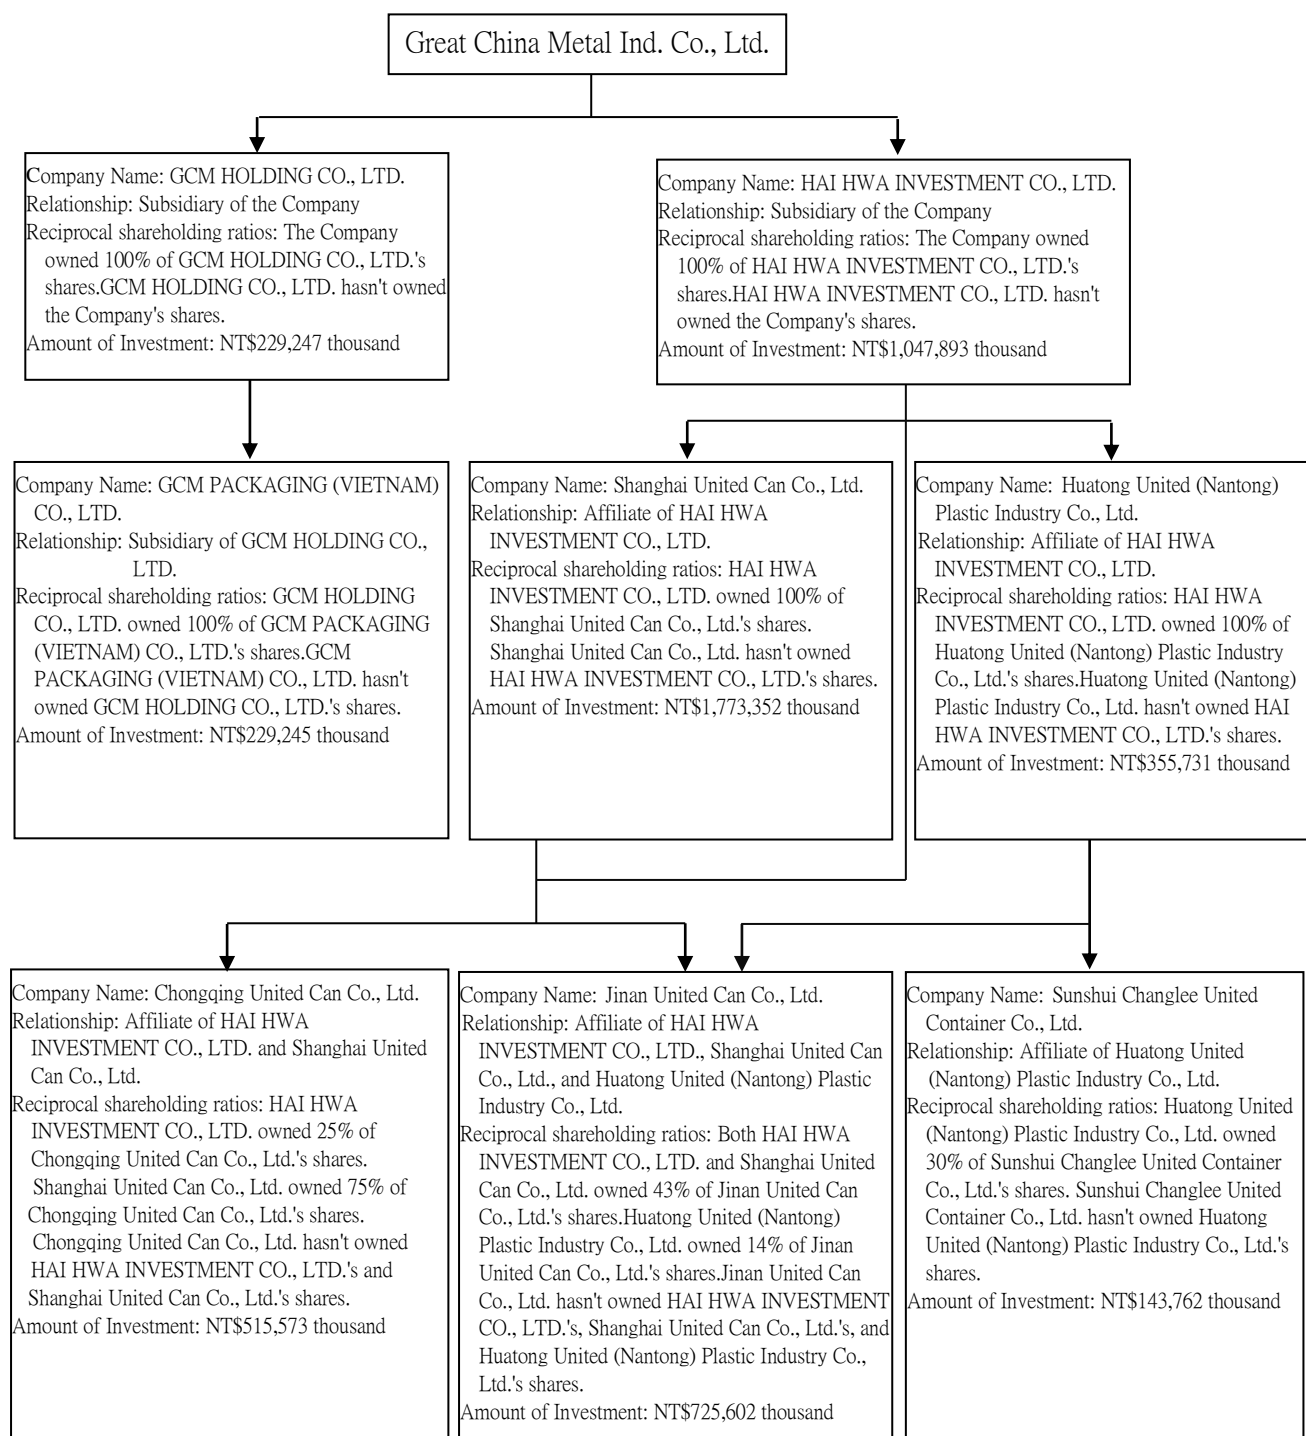 Great China Metal Ind. Co., Ltd.
Company Name: GCM HOLDING CO., LTD.
Relationship: Subsidiary of the Company
Reciprocal shareholding ratios: The Company
owned 100% of GCM HOLDING CO., LTD.'s
shares.GCM HOLDING CO., LTD. hasn't owned
the Company's shares.
Amount of Investment: NT$229,247 thousand
Company Name: HAI HWA INVESTMENT CO., LTD.
Relationship: Subsidiary of the Company
Reciprocal shareholding ratios: The Company owned
100% of HAI HWA INVESTMENT CO., LTD.'s
shares.HAI HWA INVESTMENT CO., LTD. hasn't
owned the Company's shares.
Amount of Investment: NT$1,047,893 thousand
Company Name: GCM PACKAGING (VIETNAM)
CO., LTD.
Relationship: Subsidiary of GCM HOLDING CO.,
LTD.
Reciprocal shareholding ratios: GCM HOLDING
CO., LTD. owned 100% of GCM PACKAGING
(VIETNAM) CO., LTD.'s shares.GCM
PACKAGING (VIETNAM) CO., LTD. hasn't
owned GCM HOLDING CO., LTD.'s shares.
Amount of Investment: NT$229,245 thousand
Company Name: Shanghai United Can Co., Ltd.
Relationship: Affiliate of HAI HWA
INVESTMENT CO., LTD.
Reciprocal shareholding ratios: HAI HWA
INVESTMENT CO., LTD. owned 100% of
Shanghai United Can Co., Ltd.'s shares.
Shanghai United Can Co., Ltd. hasn't owned
HAI HWA INVESTMENT CO., LTD.'s shares.
Amount of Investment: NT$1,773,352 thousand
Company Name: Huatong United (Nantong)
Plastic Industry Co., Ltd.
Relationship: Affiliate of HAI HWA
INVESTMENT CO., LTD.
Reciprocal shareholding ratios: HAI HWA
INVESTMENT CO., LTD. owned 100% of
Huatong United (Nantong) Plastic Industry
Co., Ltd.'s shares.Huatong United (Nantong)
Plastic Industry Co., Ltd. hasn't owned HAI
HWA INVESTMENT CO., LTD.'s shares.
Amount of Investment: NT$355,731 thousand
Company Name: Chongqing United Can Co., Ltd.
Relationship: Affiliate of HAI HWA
INVESTMENT CO., LTD. and Shanghai United
Can Co., Ltd.
Reciprocal shareholding ratios: HAI HWA
INVESTMENT CO., LTD. owned 25% of
Chongqing United Can Co., Ltd.'s shares.
Shanghai United Can Co., Ltd. owned 75% of
Chongqing United Can Co., Ltd.'s shares.
Chongqing United Can Co., Ltd. hasn't owned
HAI HWA INVESTMENT CO., LTD.'s and
Shanghai United Can Co., Ltd.'s shares.
Amount of Investment: NT$515,573 thousand
Company Name: Jinan United Can Co., Ltd.
Relationship: Affiliate of HAI HWA
INVESTMENT CO., LTD., Shanghai United Can
Co., Ltd., and Huatong United (Nantong) Plastic
Industry Co., Ltd.
Reciprocal shareholding ratios: Both HAI HWA
INVESTMENT CO., LTD. and Shanghai United
Can Co., Ltd. owned 43% of Jinan United Can
Co., Ltd.'s shares.Huatong United (Nantong)
Plastic Industry Co., Ltd. owned 14% of Jinan
United Can Co., Ltd.'s shares.Jinan United Can
Co., Ltd. hasn't owned HAI HWA INVESTMENT
CO., LTD.'s, Shanghai United Can Co., Ltd.'s, and
Huatong United (Nantong) Plastic Industry Co.,
Ltd.'s shares.
Amount of Investment: NT$725,602 thousand
Company Name: Sunshui Changlee United
Container Co., Ltd.
Relationship: Affiliate of Huatong United
(Nantong) Plastic Industry Co., Ltd.
Reciprocal shareholding ratios: Huatong United
(Nantong) Plastic Industry Co., Ltd. owned
30% of Sunshui Changlee United Container
Co., Ltd.'s shares. Sunshui Changlee United
Container Co., Ltd. hasn't owned Huatong
United (Nantong) Plastic Industry Co., Ltd.'s
shares.
Amount of Investment: NT$143,762 thousand